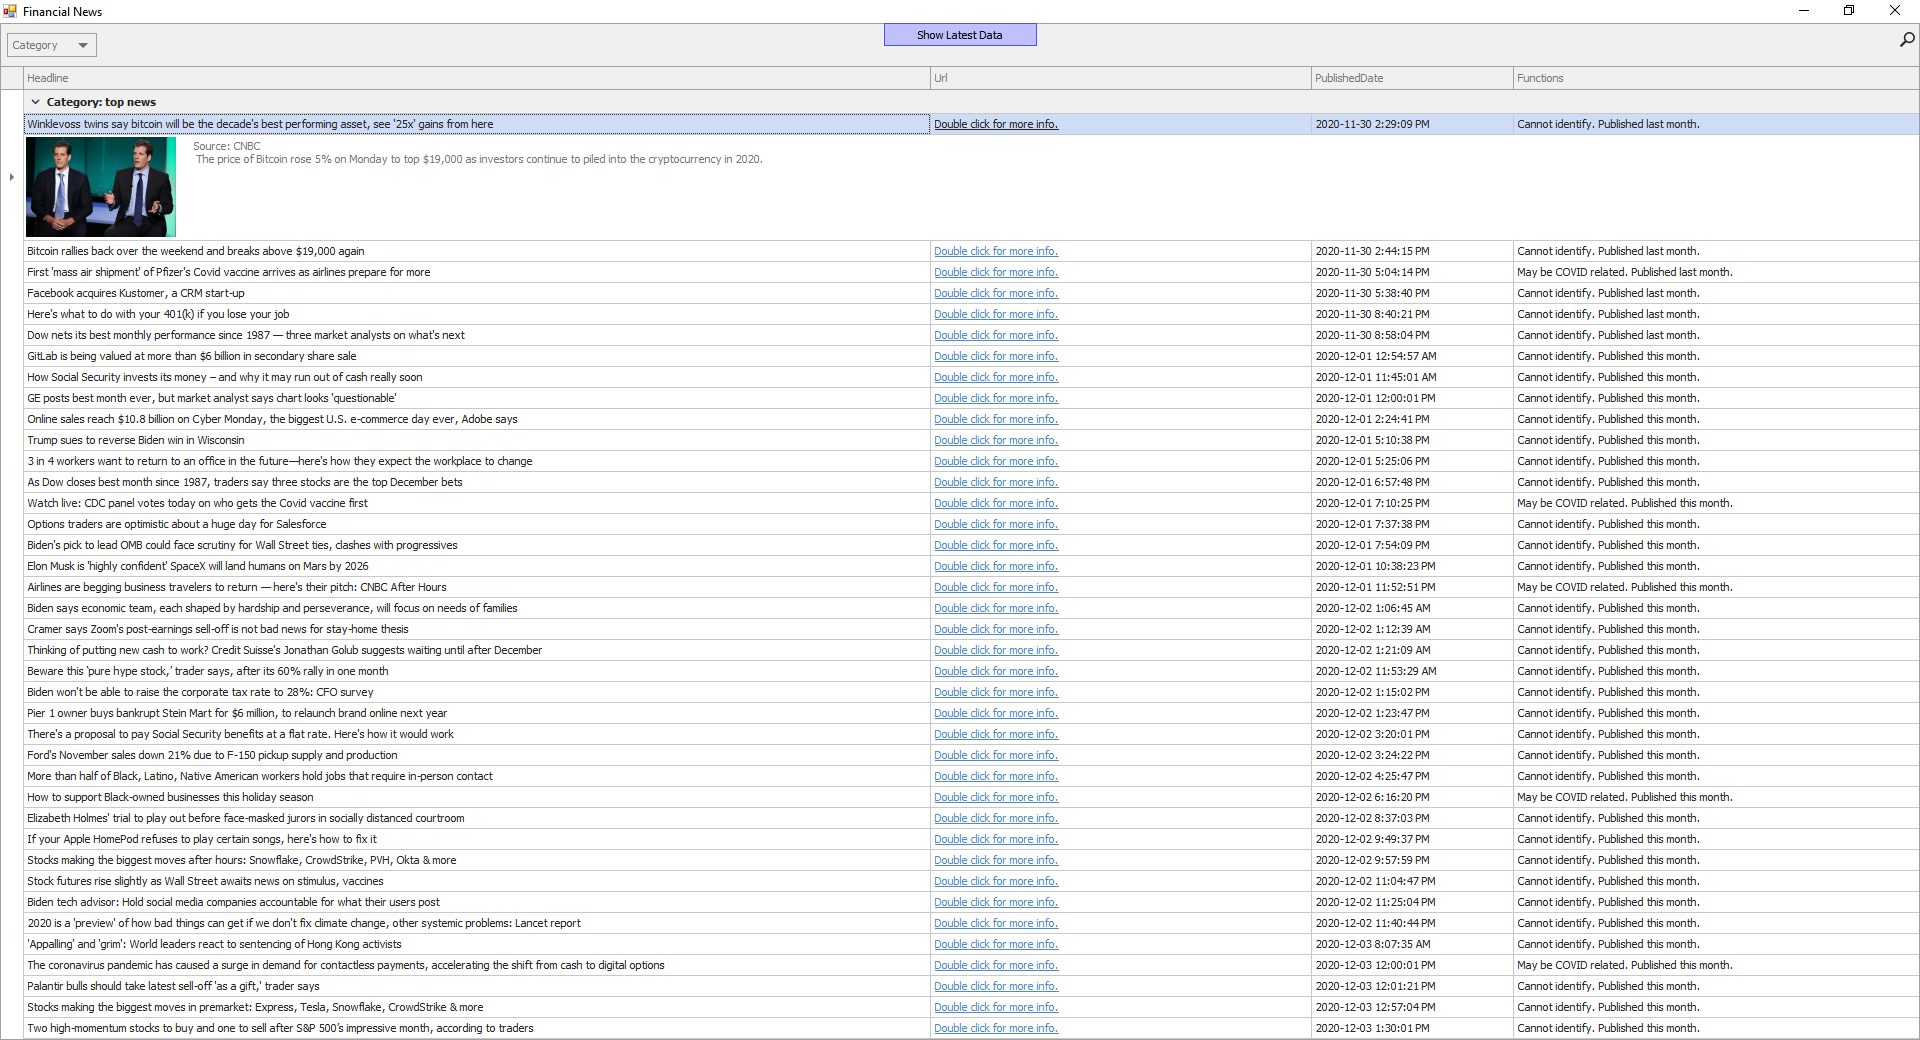 Financial News
Show Latest Data
Category
Headline Url PublishedDate Functions
Category: top news
Winklevoss twins say bitcoin will be the decade's best performing asset, see '25x' gains from here Double click for more info. 2020-11-30 2:29:09 PM Cannot identify. Published last month.
Source: CNBC
The price of Bitcoin rose 5% on Monday to top $19,000 as investors continue to piled into the cryptocurrency in 2020.
Bitcoin rallies back over the weekend and breaks above $19,000 again Double click for more info. 2020-11-30 2:44:15 PM Cannot identify. Published last month.
First 'mass air shipment' of Pfizer's Covid vaccine arrives as airlines prepare for more Double click for more info. 2020-11-30 5:04:14 PM May be COVID related. Published last month.
Facebook acquires Kustomer, a CRM start-up Double click for more info. 2020-11-30 5:38:40 PM Cannot identify. Published last month.
Here's what to do with your 401(k) if you lose your job Double click for more info. 2020-11-30 8:40:21 PM Cannot identify. Published last month.
Dow nets its best monthly performance since 1987 — three market analysts on what's next Double click for more info. 2020-11-30 8:58:04 PM Cannot identify. Published last month.
GitLab is being valued at more than $6 billion in secondary share sale Double click for more info. 2020-12-01 12:54:57 AM Cannot identify. Published this month.
How Social Security invests its money – and why it may run out of cash really soon Double click for more info. 2020-12-01 11:45:01 AM Cannot identify. Published this month.
GE posts best month ever, but market analyst says chart looks 'questionable' Double click for more info. 2020-12-01 12:00:01 PM Cannot identify. Published this month.
Online sales reach $10.8 billion on Cyber Monday, the biggest U.S. e-commerce day ever, Adobe says Double click for more info. 2020-12-01 2:24:41 PM Cannot identify. Published this month.
Trump sues to reverse Biden win in Wisconsin Double click for more info. 2020-12-01 5:10:38 PM Cannot identify. Published this month.
3 in 4 workers want to return to an office in the future—here's how they expect the workplace to change Double click for more info. 2020-12-01 5:25:06 PM Cannot identify. Published this month.
As Dow closes best month since 1987, traders say three stocks are the top December bets Double click for more info. 2020-12-01 6:57:48 PM Cannot identify. Published this month.
Watch live: CDC panel votes today on who gets the Covid vaccine first Double click for more info. 2020-12-01 7:10:25 PM May be COVID related. Published this month.
Options traders are optimistic about a huge day for Salesforce Double click for more info. 2020-12-01 7:37:38 PM Cannot identify. Published this month.
Biden's pick to lead OMB could face scrutiny for Wall Street ties, clashes with progressives Double click for more info. 2020-12-01 7:54:09 PM Cannot identify. Published this month.
Elon Musk is 'highly confident' SpaceX will land humans on Mars by 2026 Double click for more info. 2020-12-01 10:38:23 PM Cannot identify. Published this month.
Airlines are begging business travelers to return — here's their pitch: CNBC After Hours Double click for more info. 2020-12-01 11:52:51 PM May be COVID related. Published this month.
Biden says economic team, each shaped by hardship and perseverance, will focus on needs of families Double click for more info. 2020-12-02 1:06:45 AM Cannot identify. Published this month.
Cramer says Zoom's post-earnings sell-off is not bad news for stay-home thesis Double click for more info. 2020-12-02 1:12:39 AM Cannot identify. Published this month.
Thinking of putting new cash to work? Credit Suisse's Jonathan Golub suggests waiting until after December Double click for more info. 2020-12-02 1:21:09 AM Cannot identify. Published this month.
Beware this 'pure hype stock,' trader says, after its 60% rally in one month Double click for more info. 2020-12-02 11:53:29 AM Cannot identify. Published this month.
Biden won't be able to raise the corporate tax rate to 28%: CFO survey Double click for more info. 2020-12-02 1:15:02 PM Cannot identify. Published this month.
Pier 1 owner buys bankrupt Stein Mart for $6 million, to relaunch brand online next year Double click for more info. 2020-12-02 1:23:47 PM Cannot identify. Published this month.
There's a proposal to pay Social Security benefits at a flat rate. Here's how it would work Double click for more info. 2020-12-02 3:20:01 PM Cannot identify. Published this month.
Ford's November sales down 21% due to F-150 pickup supply and production Double click for more info. 2020-12-02 3:24:22 PM Cannot identify. Published this month.
More than half of Black, Latino, Native American workers hold jobs that require in-person contact Double click for more info. 2020-12-02 4:25:47 PM Cannot identify. Published this month.
How to support Black-owned businesses this holiday season Double click for more info. 2020-12-02 6:16:20 PM May be COVID related. Published this month.
Elizabeth Holmes' trial to play out before face-masked jurors in socially distanced courtroom Double click for more info. 2020-12-02 8:37:03 PM Cannot identify. Published this month.
If your Apple HomePod refuses to play certain songs, here's how to fix it Double click for more info. 2020-12-02 9:49:37 PM Cannot identify. Published this month.
Stocks making the biggest moves after hours: Snowflake, CrowdStrike, PVH, Okta & more Double click for more info. 2020-12-02 9:57:59 PM Cannot identify. Published this month.
Stock futures rise slightly as Wall Street awaits news on stimulus, vaccines Double click for more info. 2020-12-02 11:04:47 PM Cannot identify. Published this month.
Biden tech advisor: Hold social media companies accountable for what their users post Double click for more info. 2020-12-02 11:25:04 PM Cannot identify. Published this month.
2020 is a 'preview' of how bad things can get if we don't fix climate change, other systemic problems: Lancet report Double click for more info. 2020-12-02 11:40:44 PM Cannot identify. Published this month.
'Appalling' and 'grim': World leaders react to sentencing of Hong Kong activists Double click for more info. 2020-12-03 8:07:35 AM Cannot identify. Published this month.
The coronavirus pandemic has caused a surge in demand for contactless payments, accelerating the shift from cash to digital options Double click for more info. 2020-12-03 12:00:01 PM May be COVID related. Published this month.
Palantir bulls should take latest sell-off 'as a gift,' trader says Double click for more info. 2020-12-03 12:01:21 PM Cannot identify. Published this month.
Stocks making the biggest moves in premarket: Express, Tesla, Snowflake, CrowdStrike & more Double click for more info. 2020-12-03 12:57:04 PM Cannot identify. Published this month.
Two high-momentum stocks to buy and one to sell after S&P 500's impressive month, according to traders Double click for more info. 2020-12-03 1:30:01 PM Cannot identify. Published this month.